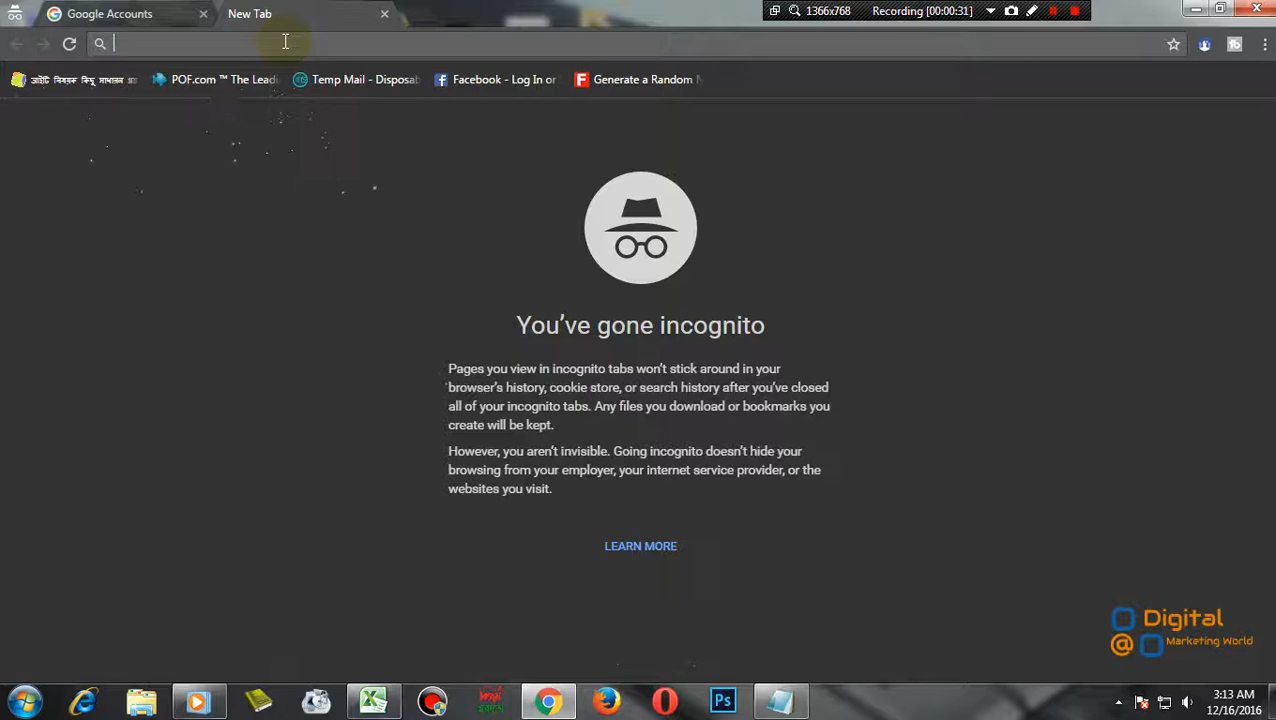 Google Accounts
New Tab
1366x768
Recording [00:00:31]
POF.com ™ The Leadi
Temp Mail - Disposab
Facebook - Log In or
Generate a Random N
You've gone incognito
Pages you view in incognito tabs won't stick around in your
browser's history, cookie store, or search history after you've closed
all of your incognito tabs. Any files you download or bookmarks you
create will be kept.
However, you aren't invisible. Going incognito doesn't hide your
browsing from your employer, your internet service provider, or the
websites you visit.
LEARN MORE
Digital
Marketing World
Ps
3:13 AM
12/16/2016